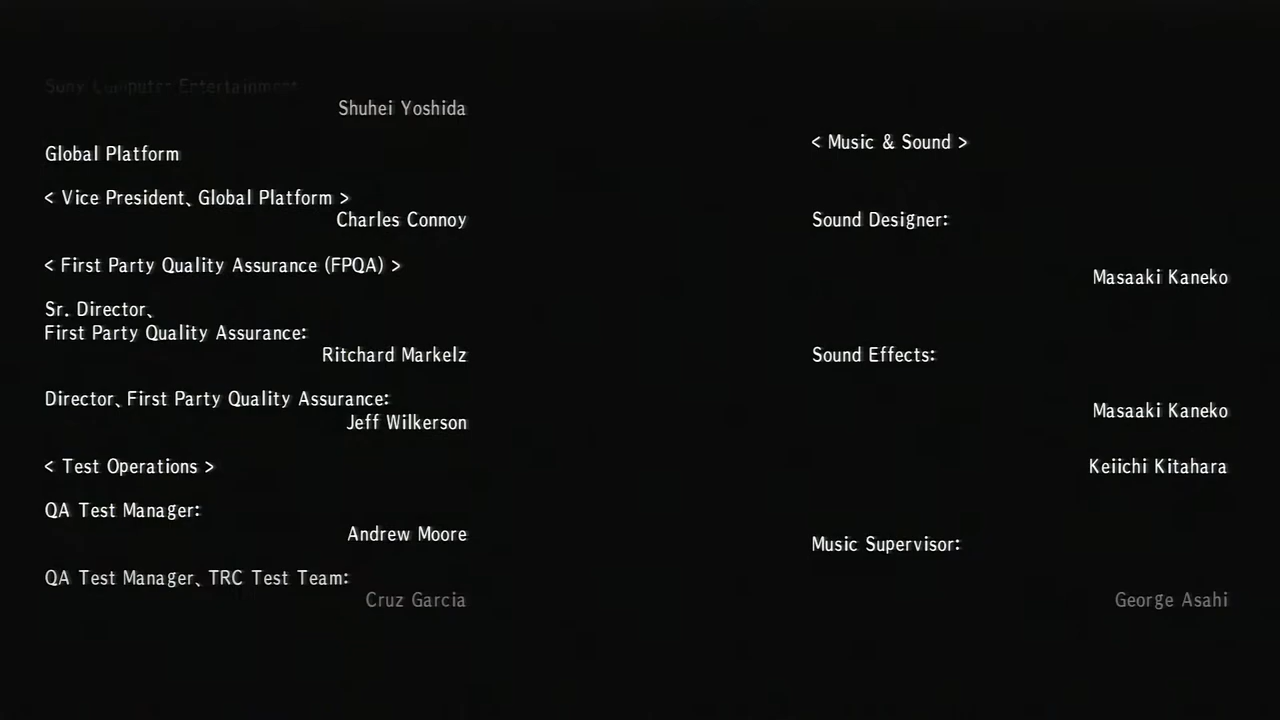 Sony Computer Entertainment
Shuhei Yoshida
Global Platform
< Vice President、Global Platform >
Charles Connoy
< First Party Quality Assurance (FPQA) >
Sr. Director、
First Party Quality Assurance:
Ritchard Markelz
Director、First Party Quality Assurance:
Jeff Wilkerson
< Test Operations >
QA Test Manager:
Andrew Moore
QA Test Manager、TRC Test Team:
Cruz Garcia
< Music & Sound >
Sound Designer:
Masaaki Kaneko
Sound Effects:
Masaaki Kaneko
Keiichi Kitahara
Music Supervisor:
George Asahi